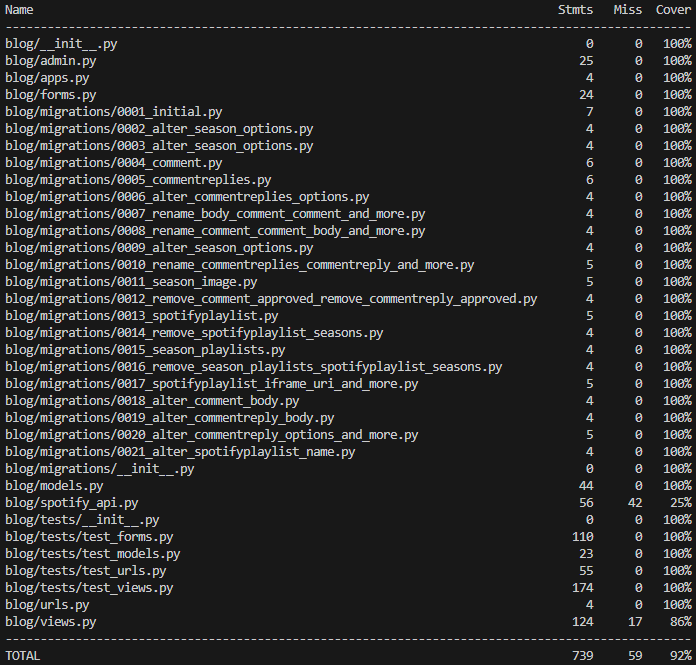 Name Stmts Miss Cover
---------------------------------------------------------------------------------------
blog/__init__.py 0 0 100%
blog/admin.py 25 0 100%
blog/apps.py 4 0 100%
blog/forms.py 24 0 100%
blog/migrations/0001_initial.py 7 0 100%
blog/migrations/0002_alter_season_options.py 4 0 100%
blog/migrations/0003_alter_season_options.py 4 0 100%
blog/migrations/0004_comment.py 6 0 100%
blog/migrations/0005_commentreplies.py 6 0 100%
blog/migrations/0006_alter_commentreplies_options.py 4 0 100%
blog/migrations/0007_rename_body_comment_comment_and_more.py 4 0 100%
blog/migrations/0008_rename_comment_comment_body_and_more.py 4 0 100%
blog/migrations/0009_alter_season_options.py 4 0 100%
blog/migrations/0010_rename_commentreplies_commentreply_and_more.py 5 0 100%
blog/migrations/0011_season_image.py 5 0 100%
blog/migrations/0012_remove_comment_approved_remove_commentreply_approved.py 4 0 100%
blog/migrations/0013_spotifyplaylist.py 5 0 100%
blog/migrations/0014_remove_spotifyplaylist_seasons.py 4 0 100%
blog/migrations/0015_season_playlists.py 4 0 100%
blog/migrations/0016_remove_season_playlists_spotifyplaylist_seasons.py 4 0 100%
blog/migrations/0017_spotifyplaylist_iframe_uri_and_more.py 5 0 100%
blog/migrations/0018_alter_comment_body.py 4 0 100%
blog/migrations/0019_alter_commentreply_body.py 4 0 100%
blog/migrations/0020_alter_commentreply_options_and_more.py 5 0 100%
blog/migrations/0021_alter_spotifyplaylist_name.py 4 0 100%
blog/migrations/__init__.py 0 0 100%
blog/models.py 44 0 100%
blog/spotify_api.py 56 42 25%
blog/tests/__init__.py 0 0 100%
blog/tests/test_forms.py 110 0 100%
blog/tests/test_models.py 23 0 100%
blog/tests/test_urls.py 55 0 100%
blog/tests/test_views.py 174 0 100%
blog/urls.py 4 0 100%
blog/views.py 124 17 86%
---------------------------------------------------------------------------------------
TOTAL 739 59 92%